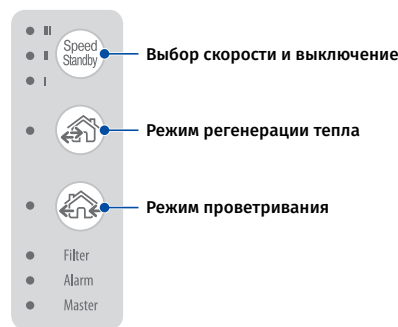 III
Speed
Standby
II
I
Выбор скорости и выключение
Режим регенерации тепла
Режим проветривания
Filter
Alarm
Master